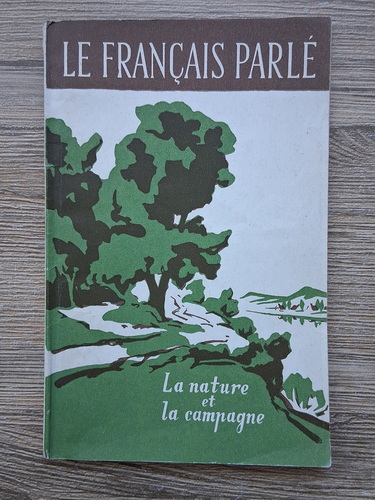 LE FRANÇAIS PARLÉ
La nature
et
la campagne